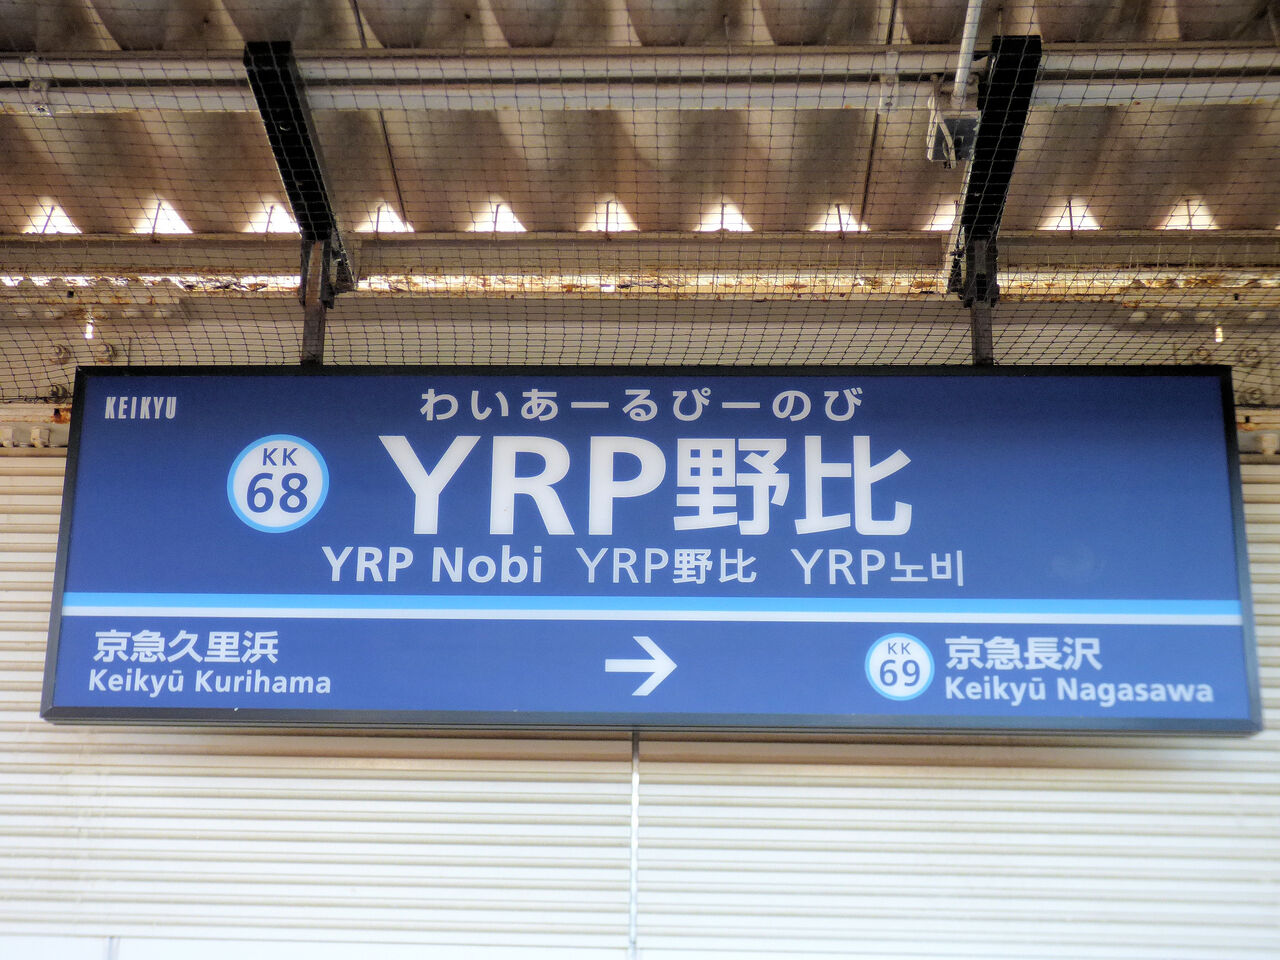 KEIKYU
わいあーるぴーのび
KK
68
YRP野比
YRP Nobi YRP野比 YRP노비
京急久里浜
Keikyū Kurihama
→
KK
69
京急長沢
Keikyū Nagasawa